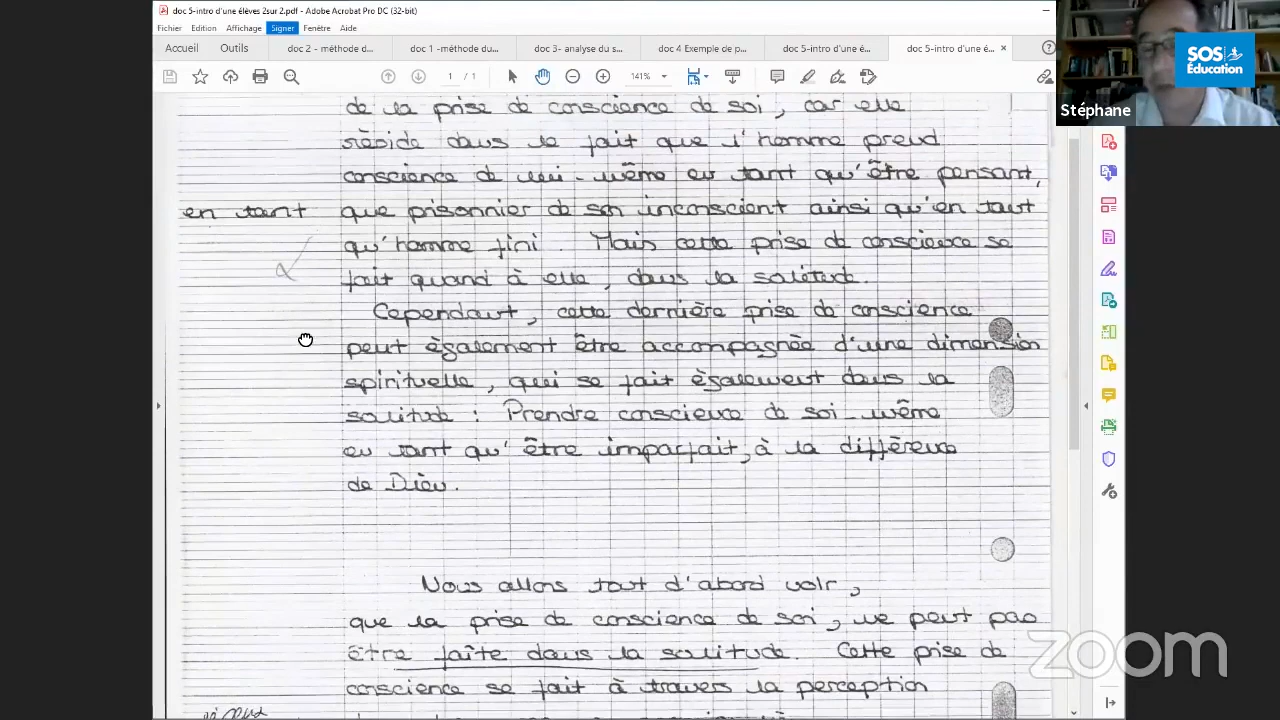 doc 5-intro d'une élèves 2sur 2.pdf - Adobe Acrobat Pro DC (32-bit)
Fichier Edition Affichage Signer Fenêtre Aide
Accueil Outils doc 2 - méthode d... doc 1 -méthode du... doc 3- analyse du s... doc 4 Exemple de p... doc 5-intro d'une é... doc 5-intro d'une é... ×
1 / 1 141%
SOS
Éducation
Stéphane
de la prise de conscience de soi, car elle
réside dans le fait que l'homme prend
conscience de lui-même en tant qu'être pensant,
en tant que prisonnier de son inconscient ainsi qu'en tant
qu'homme fini. Mais cette prise de conscience se
fait quand à elle, dans la solitude.
Cependant, cette dernière prise de conscience
peut également être accompagnée d'une dimension
spirituelle, qui se fait également dans la
solitude : Prendre conscience de soi-même
en tant qu'être imparfait, à la différence
de Dieu.
Nous allons tout d'abord voir,
que la prise de conscience de soi, ne peut pas
être faîte dans la solitude. Cette prise de
conscience se fait à travers la perception
zoom